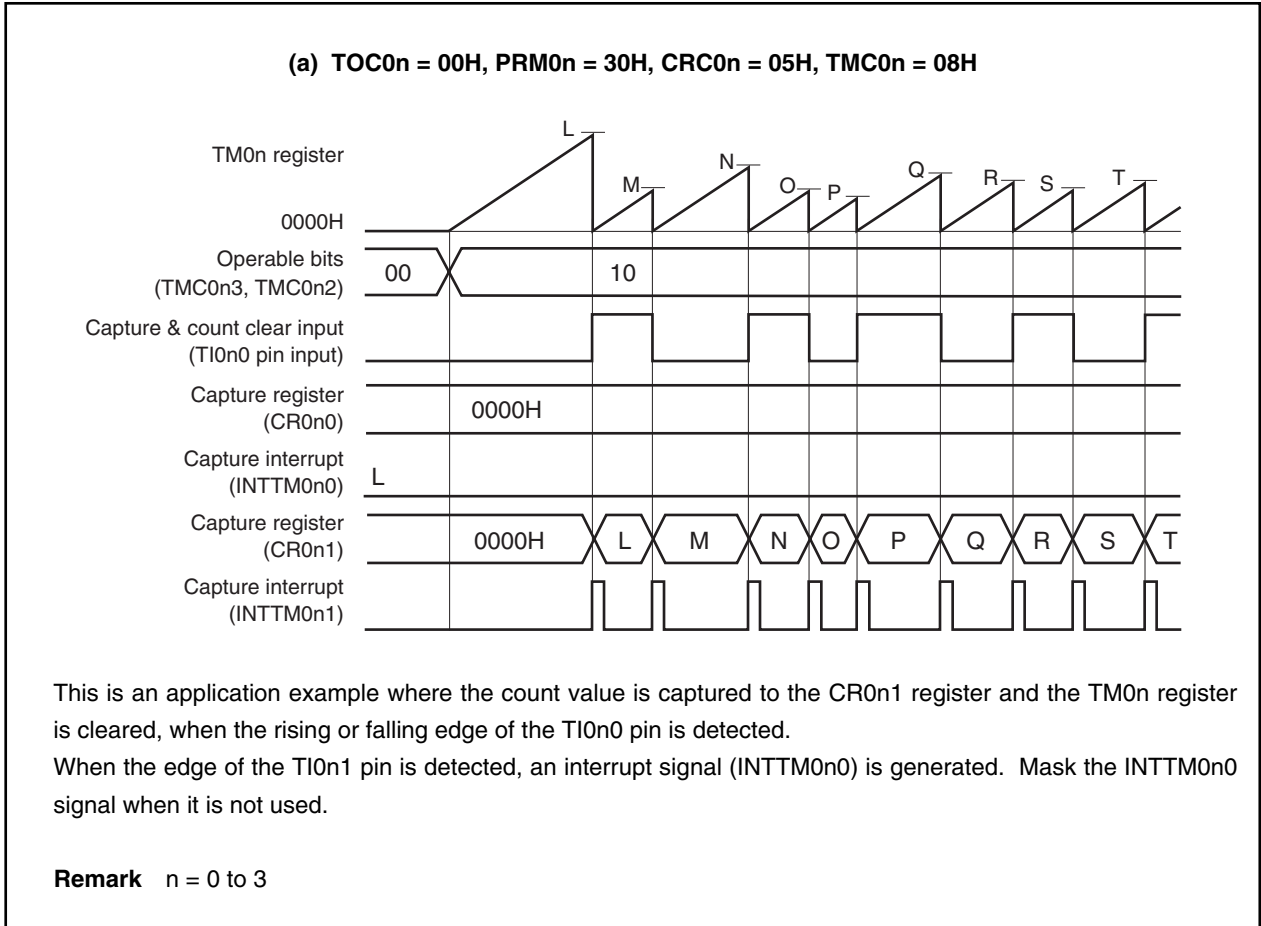 (a) TOC0n = 00H, PRM0n = 30H, CRC0n = 05H, TMC0n = 08H
TM0n register
L
M
N
O
P
Q
R
S
T
0000H
Operable bits
(TMC0n3, TMC0n2)
00
10
Capture & count clear input
(TI0n0 pin input)
Capture register
(CR0n0)
0000H
Capture interrupt
(INTTM0n0)
L
Capture register
(CR0n1)
0000H
L
M
N
O
P
Q
R
S
T
Capture interrupt
(INTTM0n1)
This is an application example where the count value is captured to the CR0n1 register and the TM0n register
is cleared, when the rising or falling edge of the TI0n0 pin is detected.
When the edge of the TI0n1 pin is detected, an interrupt signal (INTTM0n0) is generated. Mask the INTTM0n0
signal when it is not used.
Remark n = 0 to 3